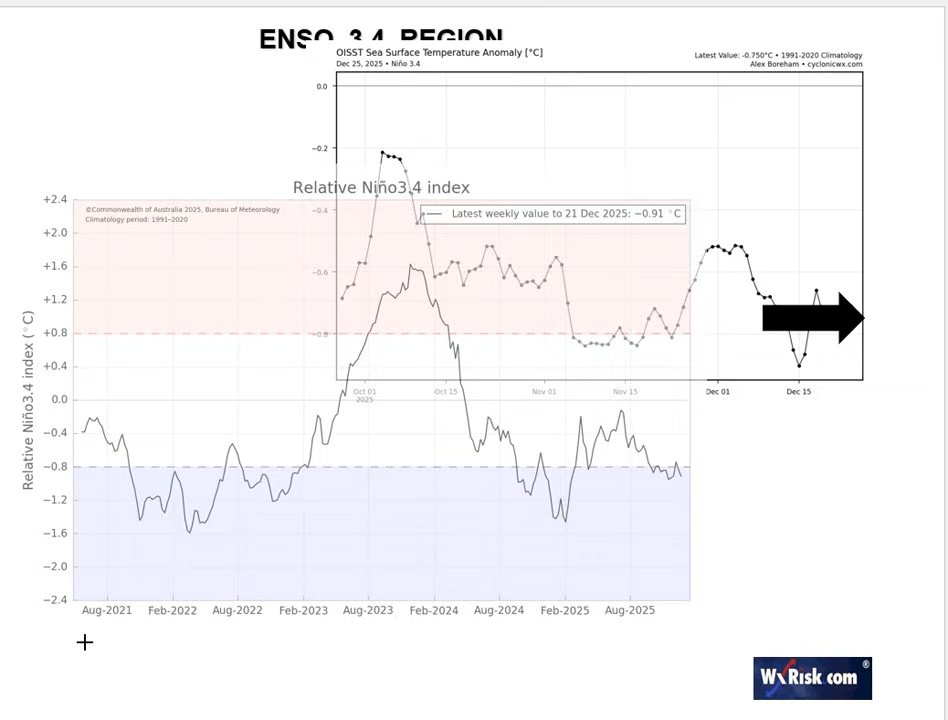 ENSO 3.4 REGION
OISST Sea Surface Temperature Anomaly [°C]
Dec 25, 2025 • Niño 3.4
Latest Value: -0.750°C • 1991-2020 Climatology
Alex Boreham • cyclonicwx.com
0.0
−0.2
−0.4
−0.6
−0.8
Oct 01
2025
Oct 15
Nov 01
Nov 15
Dec 01
Dec 15
Relative Niño3.4 index
©Commonwealth of Australia 2025, Bureau of Meteorology
Climatology period: 1991–2020
Latest weekly value to 21 Dec 2025: −0.91 °C
Relative Niño3.4 index (°C)
+2.4
+2.0
+1.6
+1.2
+0.8
+0.4
0.0
−0.4
−0.8
−1.2
−1.6
−2.0
−2.4
Aug-2021
Feb-2022
Aug-2022
Feb-2023
Aug-2023
Feb-2024
Aug-2024
Feb-2025
Aug-2025
WxRisk.com®